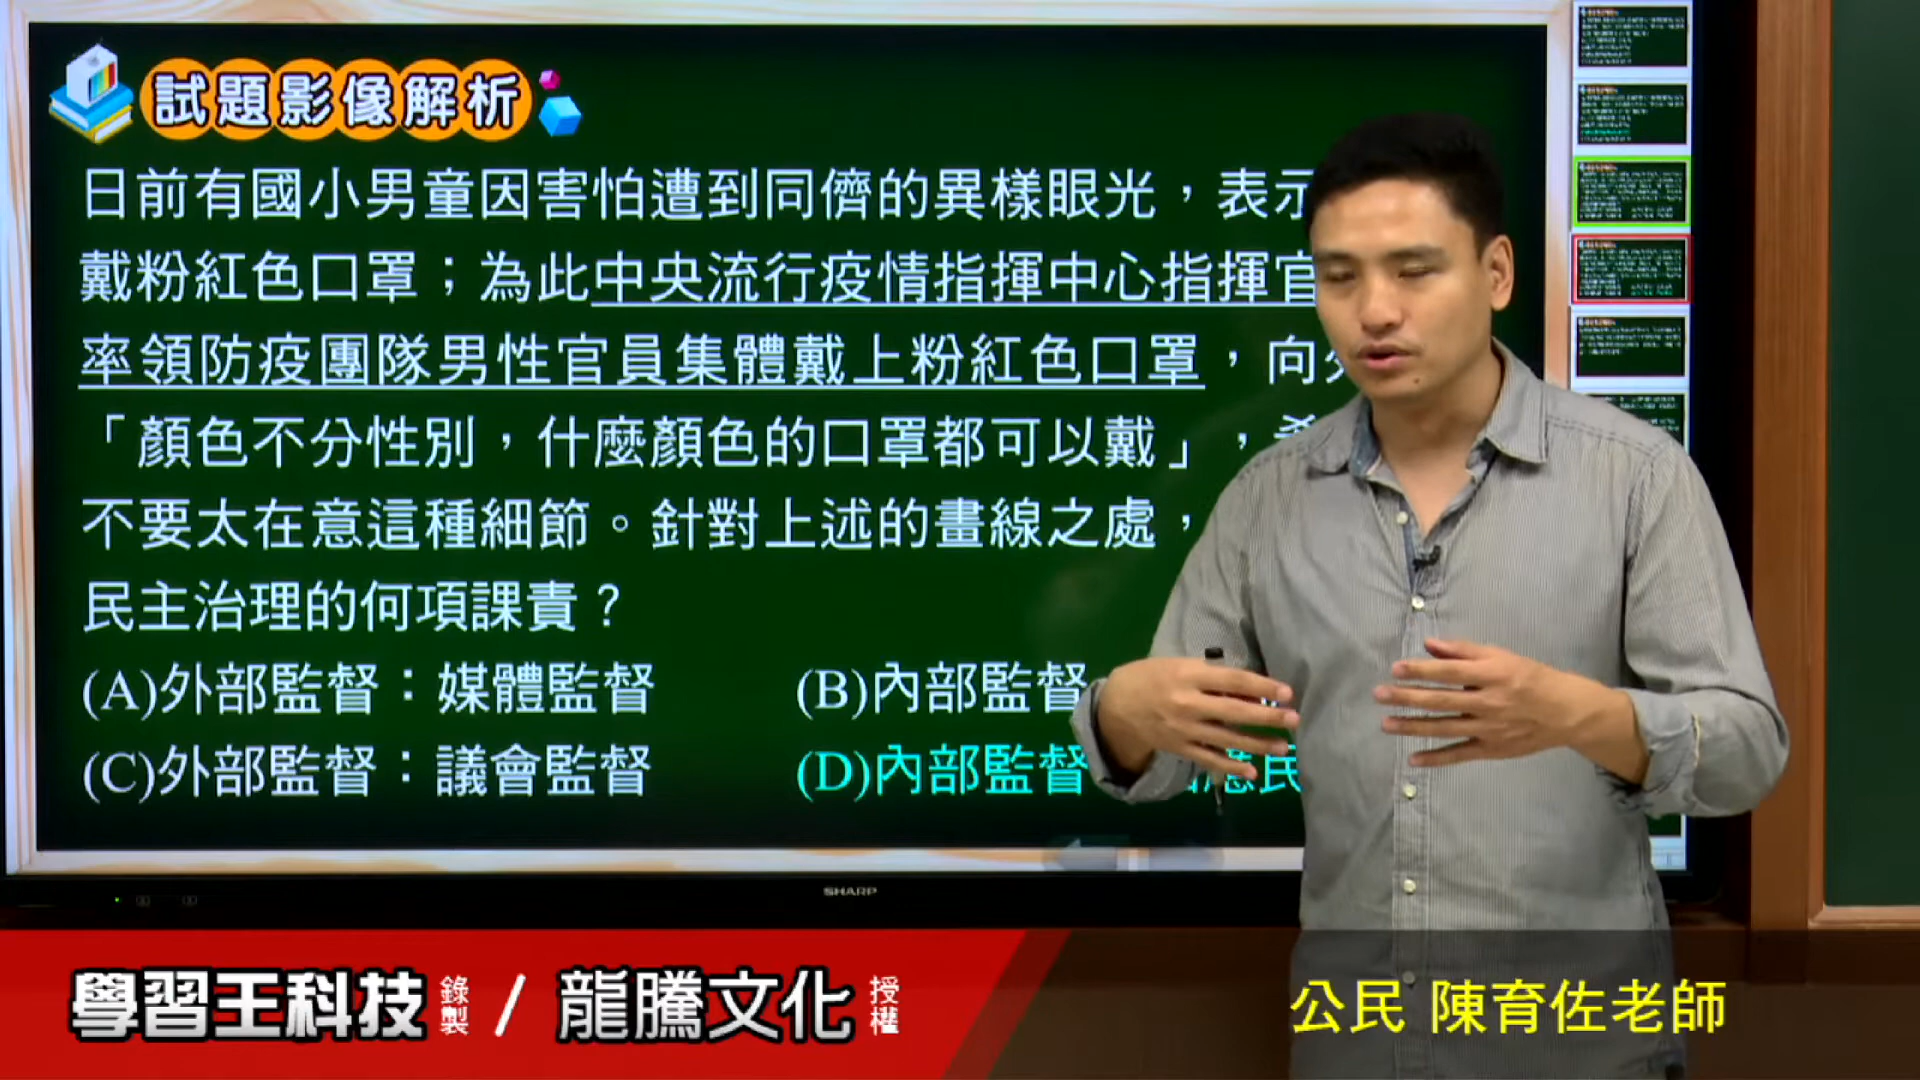 試題影像解析
日前有國小男童因害怕遭到同儕的異樣眼光，表示
戴粉紅色口罩；為此中央流行疫情指揮中心指揮官
率領防疫團隊男性官員集體戴上粉紅色口罩，向
「顏色不分性別，什麼顏色的口罩都可以戴」，
不要太在意這種細節。針對上述的畫線之處，
民主治理的何項課責？
(A)外部監督：媒體監督 (B)內部監督
(C)外部監督：議會監督 (D)內部監督 應民
SHARP
學習王科技 錄製 / 龍騰文化 授權
公民 陳育佐老師